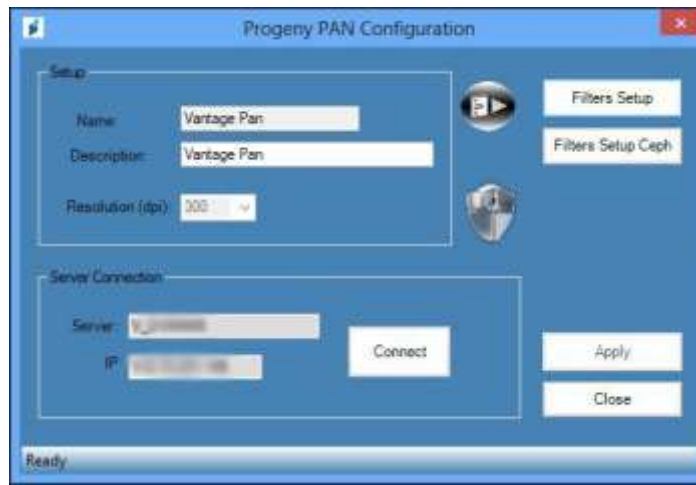 Progeny PAN Configuration
Setup
Name: Vantage Pan
Description: Vantage Pan
Resolution (dpi): 300
Filters Setup
Filters Setup Ceph
Server Connection
Server:
IP
Connect
Apply
Close
Ready